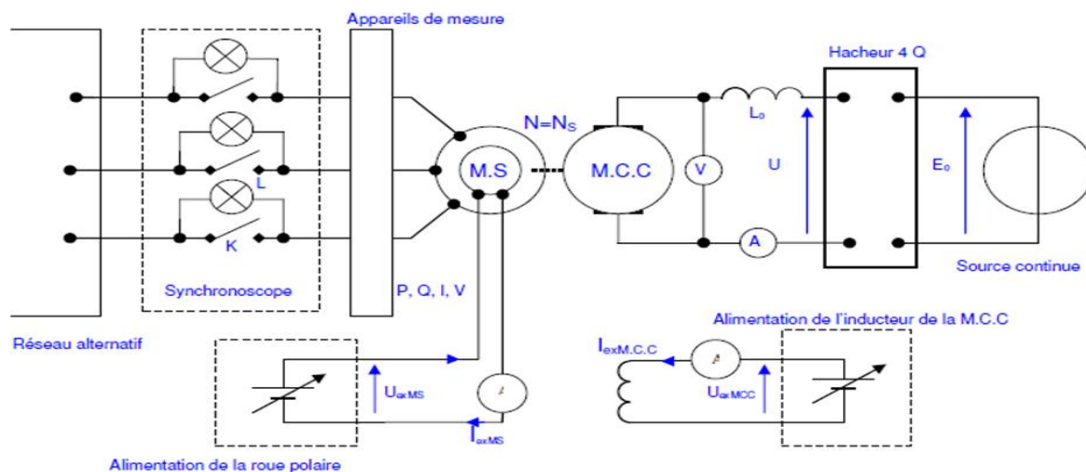 Appareils de mesure
Hacheur 4 Q
N=NS
L0
M.S
M.C.C
V
U
E0
L
K
A
Source continue
Synchronoscope
P, Q, I, V
Alimentation de l'inducteur de la M.C.C
Réseau alternatif
IexM.C.C
UexMS
UexMCC
IexMS
Alimentation de la roue polaire